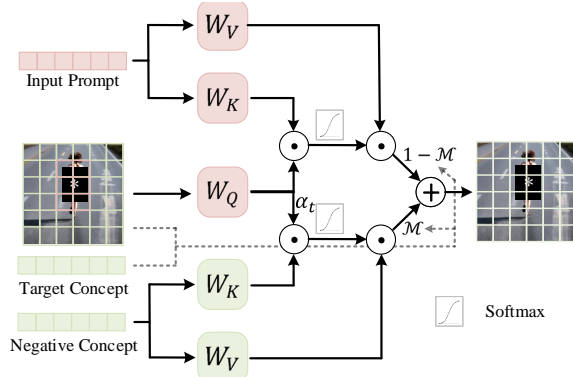 W_V
Input Prompt
W_K
1 − ℳ
*
W_Q
α_t
+
*
ℳ
Target Concept
W_K
Softmax
Negative Concept
W_V